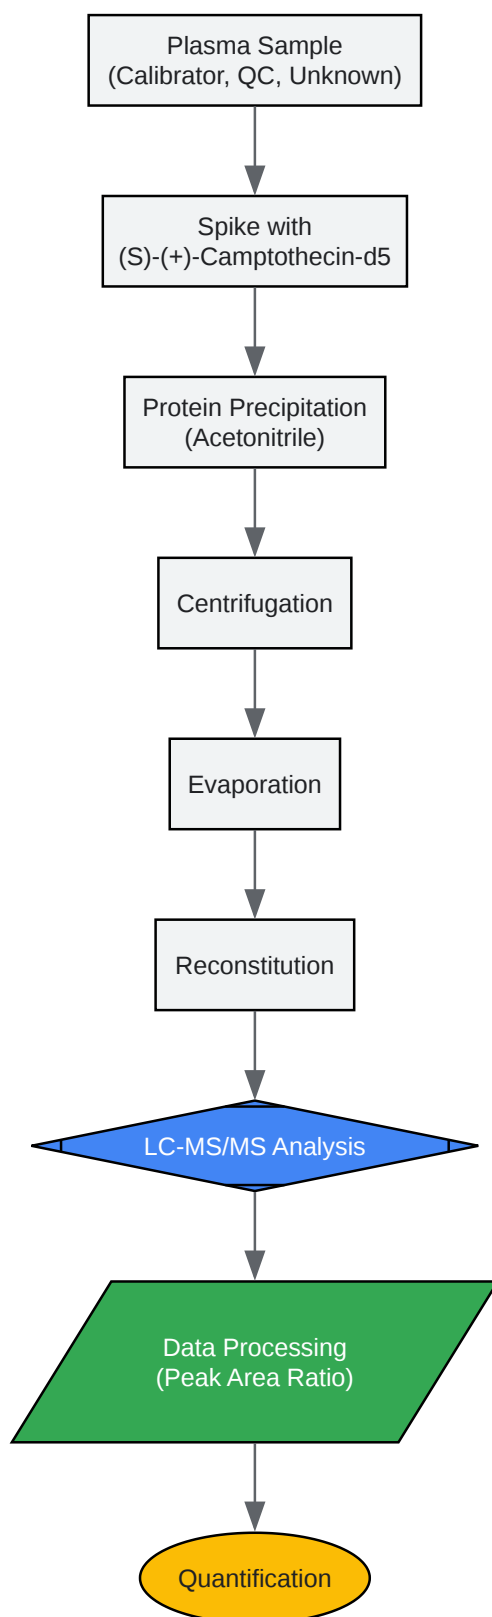 Plasma Sample
(Calibrator, QC, Unknown)
Spike with
(S)-(+)-Camptothecin-d5
Protein Precipitation
(Acetonitrile)
Centrifugation
Evaporation
Reconstitution
LC-MS/MS Analysis
Data Processing
(Peak Area Ratio)
Quantification